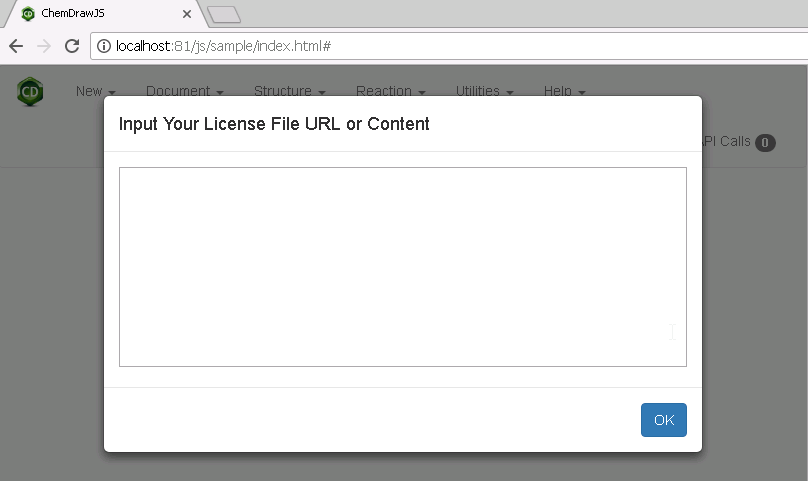 ChemDrawJS
localhost:81/js/sample/index.html#
CD
New Document Structure Reaction Utilities Help
Input Your License File URL or Content
API Calls 0
OK